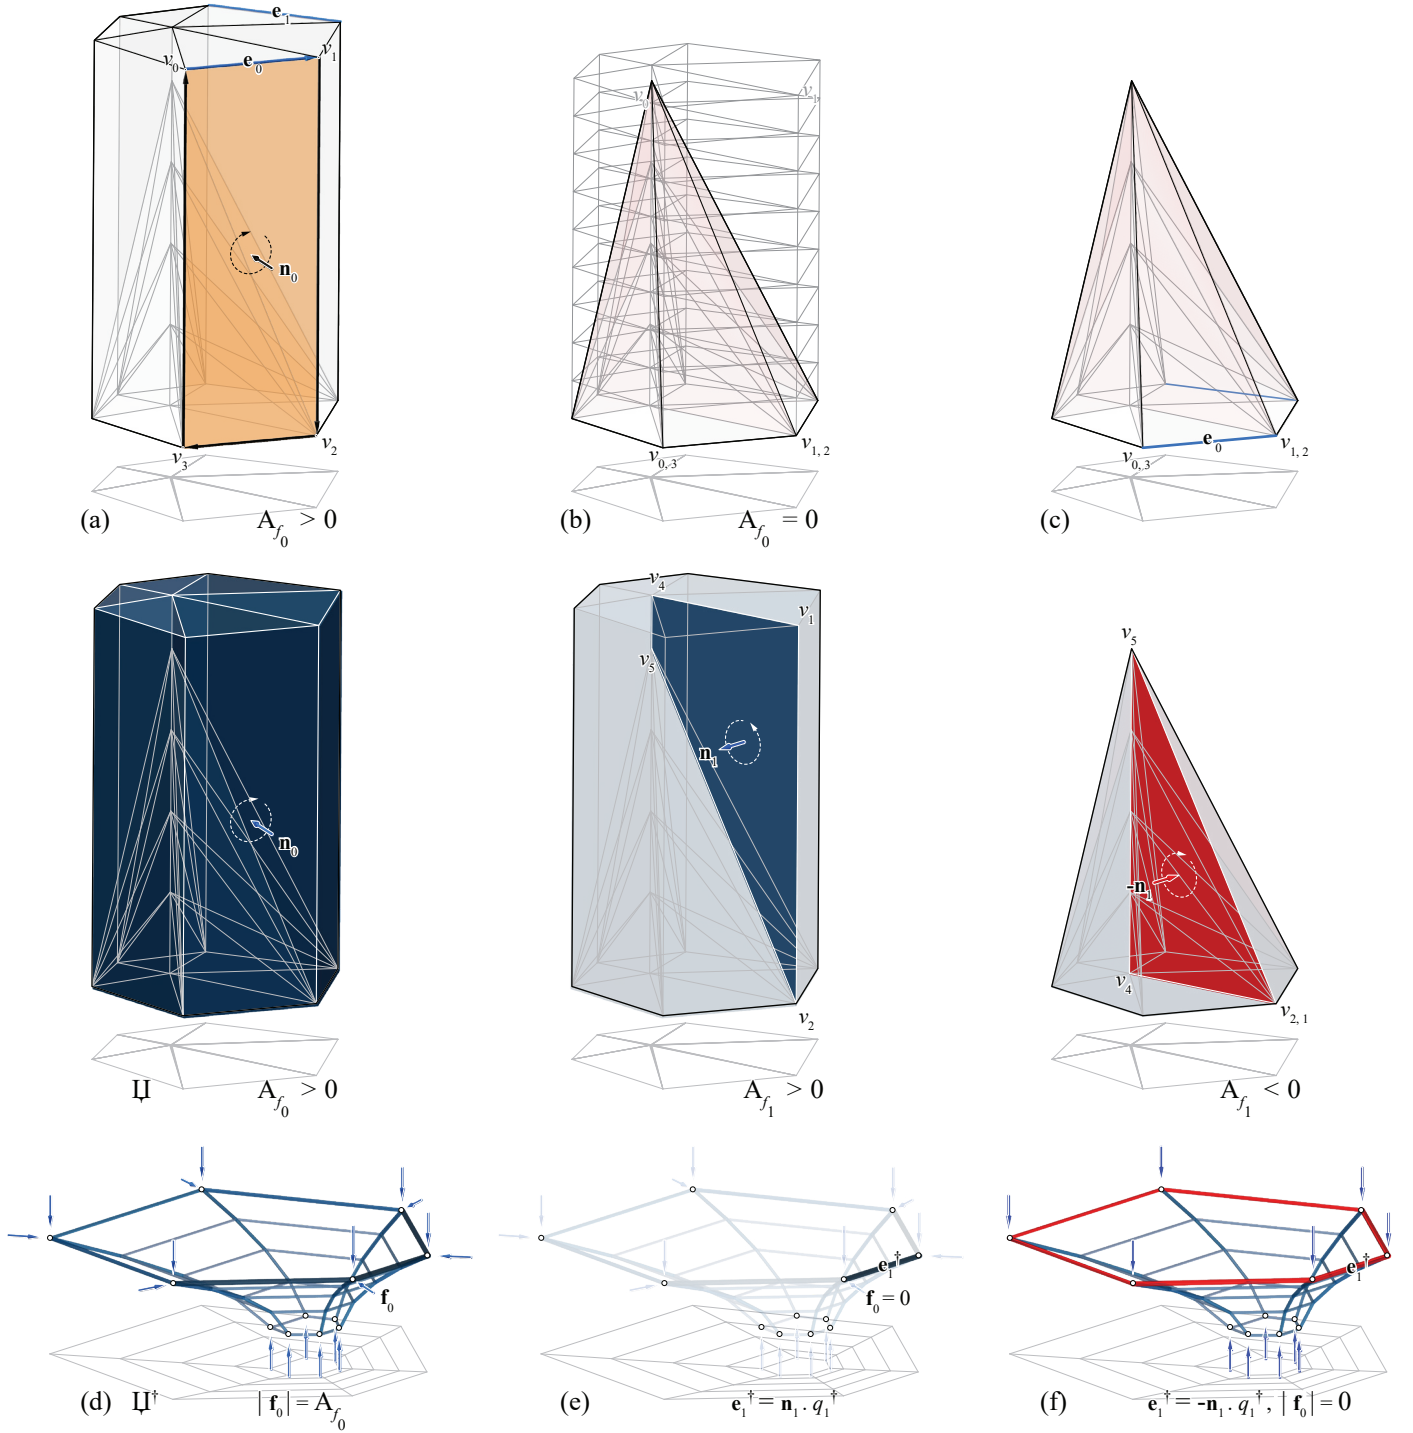 e1
v0 e0 v1
n0
v3 v2
(a) Af0 > 0
v0 v1
v0,3 v1,2
(b) Af0 = 0
e0
v0,3 v1,2
(c)
n0
Af0 > 0
v4
v1
v5
n1
v2
Af1 > 0
v5
-n1
v4
v2,1
Af1 < 0
f0
(d) † | f0 | = Af0
e1†
f0 = 0
(e) e1† = n1 . q1†
e1†
(f) e1† = -n1 . q1† , | f0 | = 0